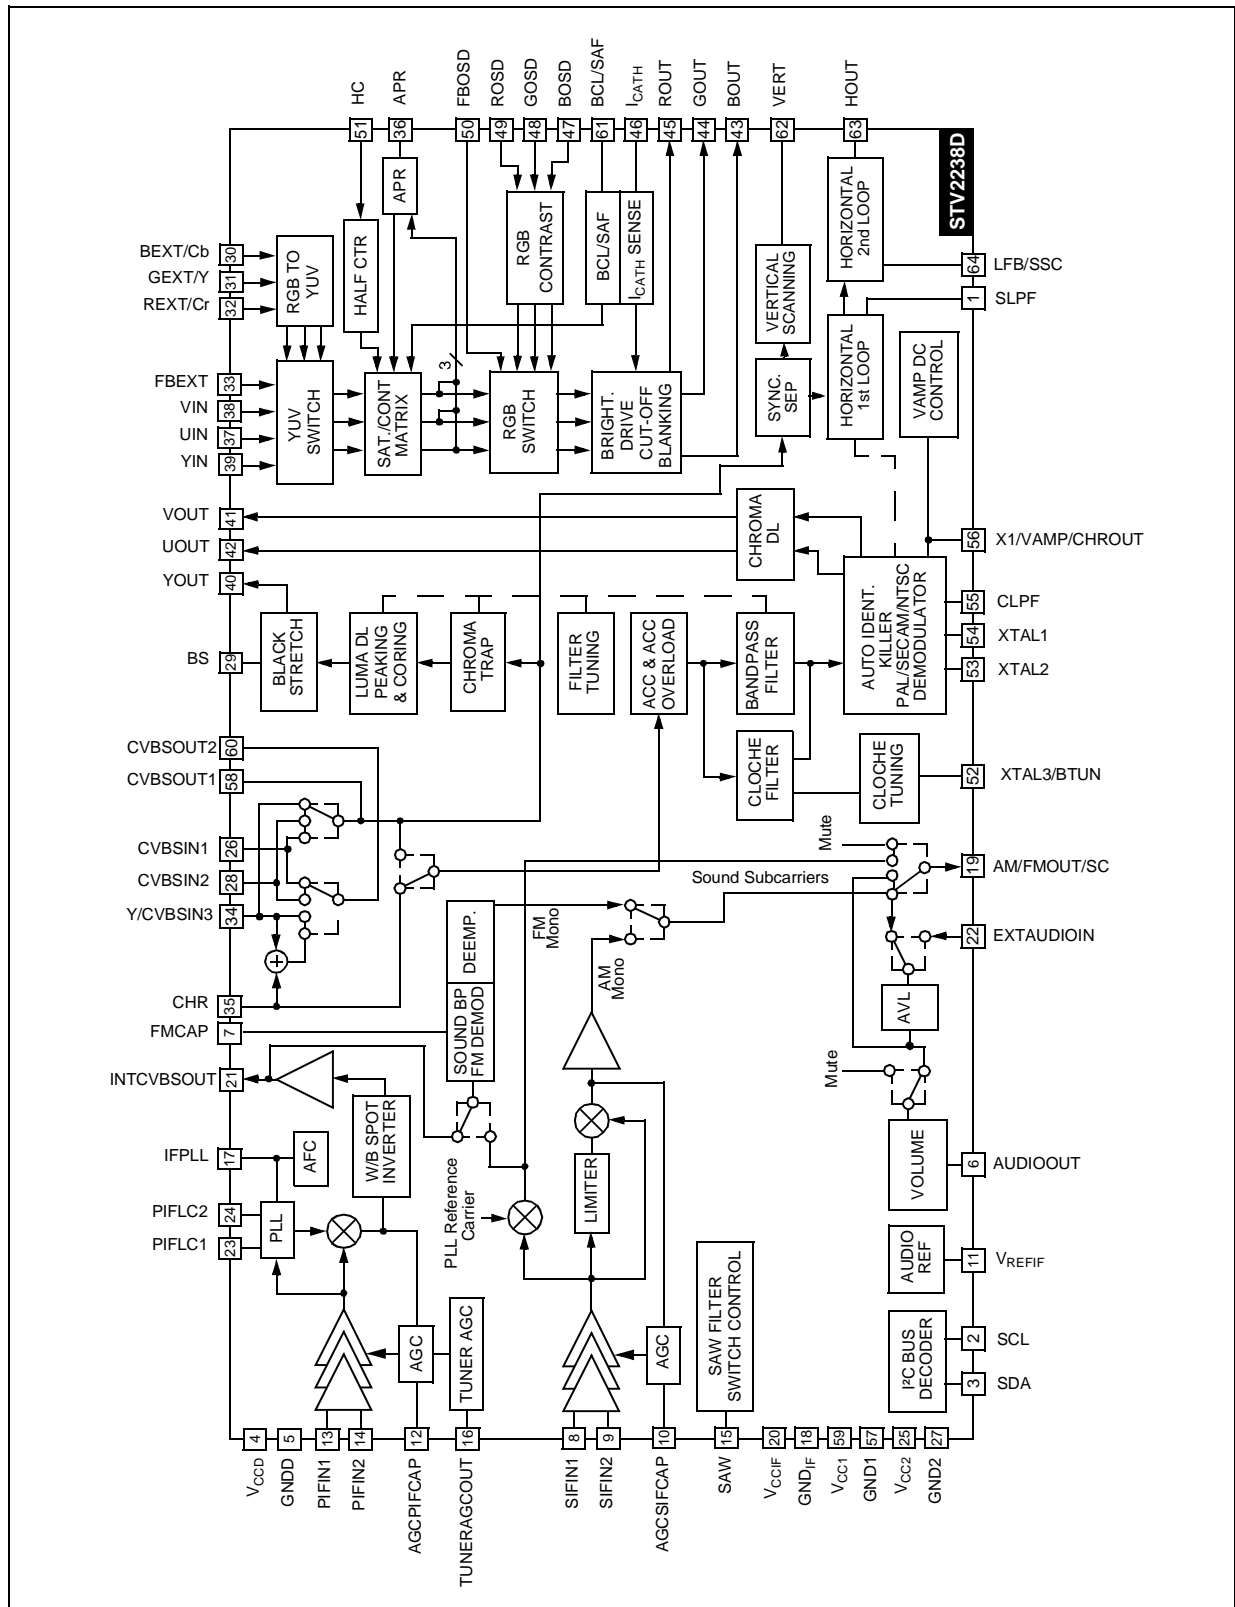 HC
APR
FBOSD
ROSD
GOSD
BOSD
BCL/SAF
ICATH
ROUT
GOUT
BOUT
VERT
HOUT
51
36
50
49
48
47
61
46
45
44
43
62
63
STV2238D
BEXT/Cb
30
GEXT/Y
31
REXT/Cr
32
RGB TO
YUV
HALF CTR
APR
RGB
CONTRAST
BCL/SAF
ICATH SENSE
VERTICAL
SCANNING
HORIZONTAL
2nd LOOP
64
LFB/SSC
1
SLPF
FBEXT
33
VIN
38
UIN
37
YIN
39
YUV
SWITCH
SAT./CONT
MATRIX
3
RGB
SWITCH
BRIGHT.
DRIVE
CUT-OFF
BLANKING
SYNC.
SEP
HORIZONTAL
1st LOOP
VAMP DC
CONTROL
VOUT
41
UOUT
42
YOUT
40
CHROMA
DL
56
X1/VAMP/CHROUT
55
CLPF
54
XTAL1
53
XTAL2
BS
29
BLACK
STRETCH
LUMA DL
PEAKING
& CORING
CHROMA
TRAP
FILTER
TUNING
ACC & ACC
OVERLOAD
BANDPASS
FILTER
AUTO IDENT.
KILLER
PAL/SECAM/NTSC
DEMODULATOR
CVBSOUT2
60
CVBSOUT1
58
CLOCHE
FILTER
CLOCHE
TUNING
52
XTAL3/BTUN
CVBSIN1
26
CVBSIN2
28
Y/CVBSIN3
34
Mute
19
AM/FMOUT/SC
Sound Subcarriers
22
EXTAUDIOIN
+
CHR
35
FMCAP
7
DEEMP.
SOUND BP
FM DEMOD
FM
Mono
AM
Mono
AVL
Mute
INTCVBSOUT
21
W/B SPOT
INVERTER
IFPLL
17
AFC
LIMITER
VOLUME
6
AUDIOOUT
PIFLC2
24
PIFLC1
23
PLL
PLL Reference
Carrier
AUDIO
REF
11
VREFIF
AGC
TUNER AGC
AGC
SAW FILTER
SWITCH CONTROL
I²C BUS
DECODER
2
SCL
3
SDA
4
5
13
14
12
16
8
9
10
15
20
18
59
57
25
27
VCCD
GNDD
PIFIN1
PIFIN2
AGCPIFCAP
TUNERAGCOUT
SIFIN1
SIFIN2
AGCSIFCAP
SAW
VCCIF
GNDIF
VCC1
GND1
VCC2
GND2